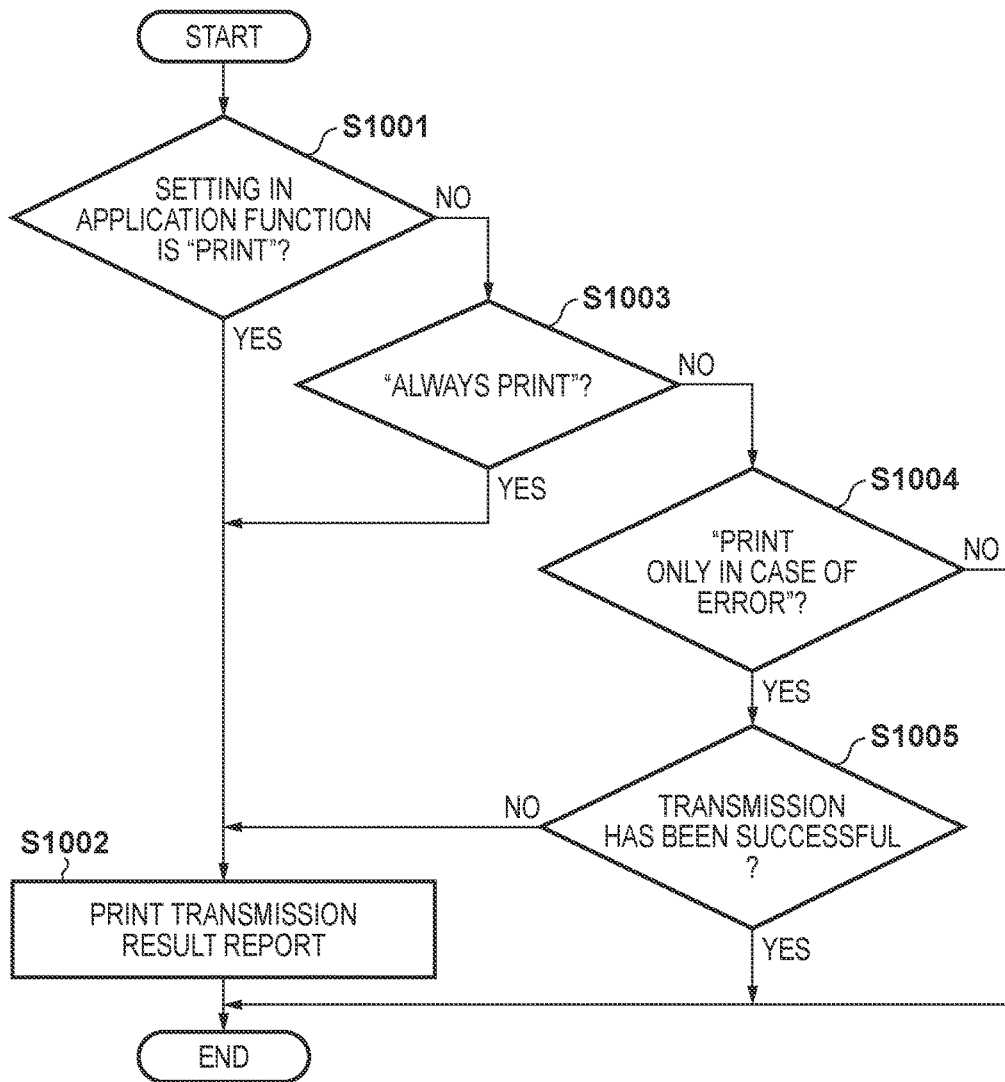 START
S1001
SETTING IN
APPLICATION FUNCTION
IS “PRINT”?
NO
YES
S1003
“ALWAYS PRINT”?
NO
YES
S1004
“PRINT
ONLY IN CASE OF
ERROR”?
NO
YES
S1005
TRANSMISSION
HAS BEEN SUCCESSFUL
?
NO
YES
S1002
PRINT TRANSMISSION
RESULT REPORT
END